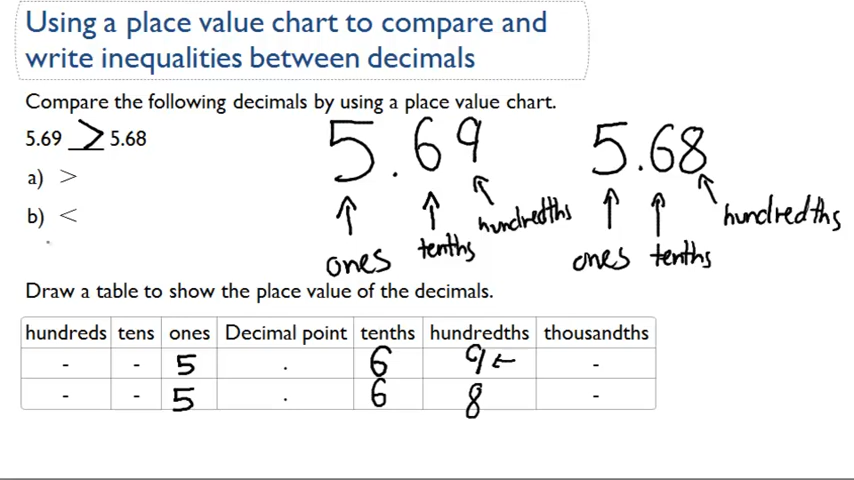 Using a place value chart to compare and
write inequalities between decimals
Compare the following decimals by using a place value chart.
5.69 > 5.68
a) >
b) <
5.69
ones
tenths
hundredths
5.68
ones
tenths
hundredths
Draw a table to show the place value of the decimals.
hundreds tens ones Decimal point tenths hundredths thousandths
- - 5 . 6 9 ← -
- - 5 . 6 8 -